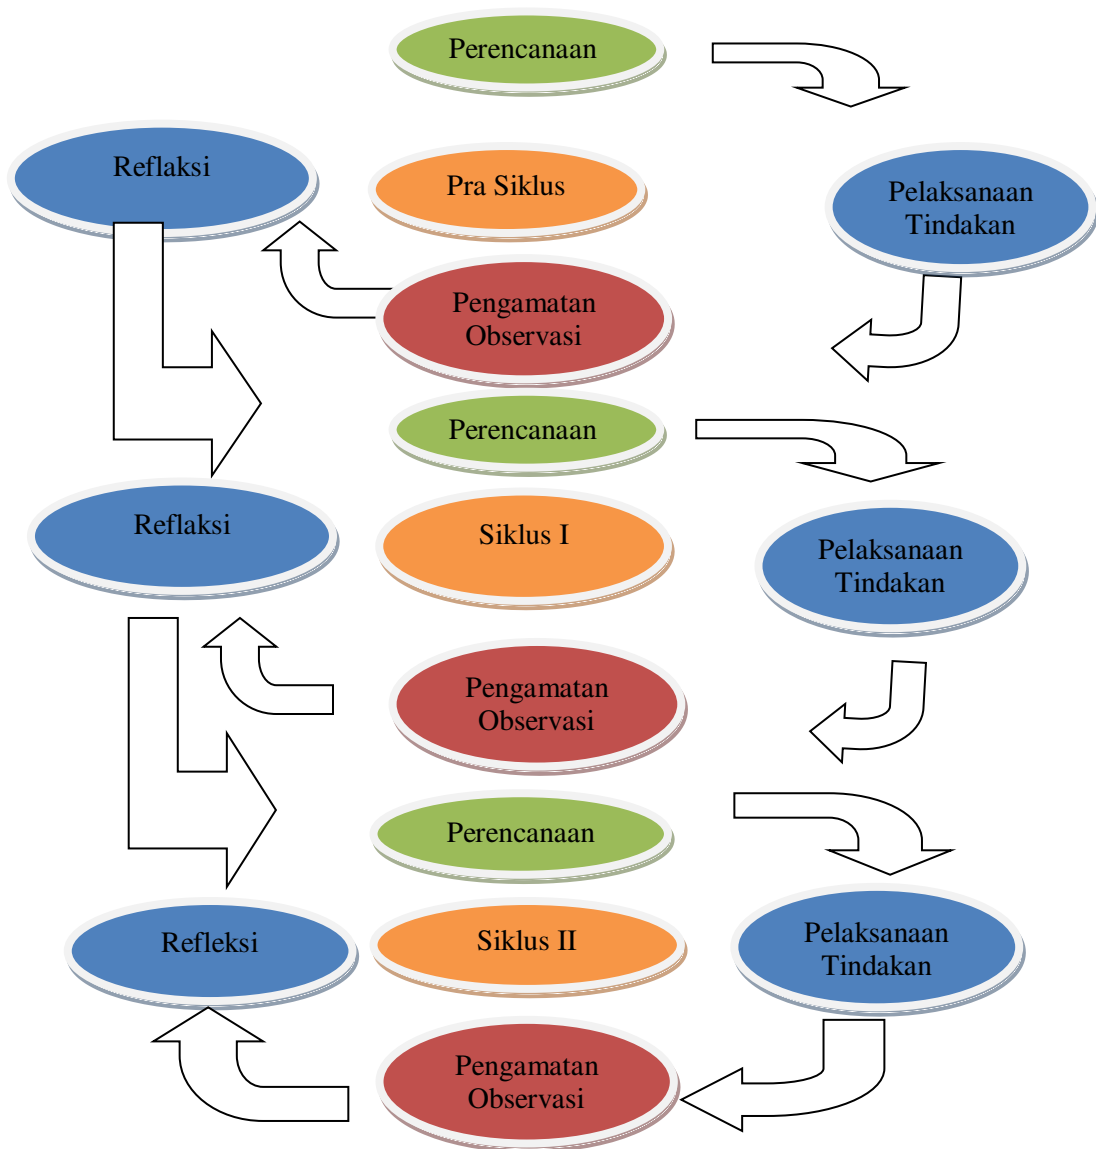 Perencanaan
Reflaksi
Pra Siklus
Pelaksanaan
Tindakan
Pengamatan
Observasi
Perencanaan
Reflaksi
Siklus I
Pelaksanaan
Tindakan
Pengamatan
Observasi
Perencanaan
Refleksi
Siklus II
Pelaksanaan
Tindakan
Pengamatan
Observasi